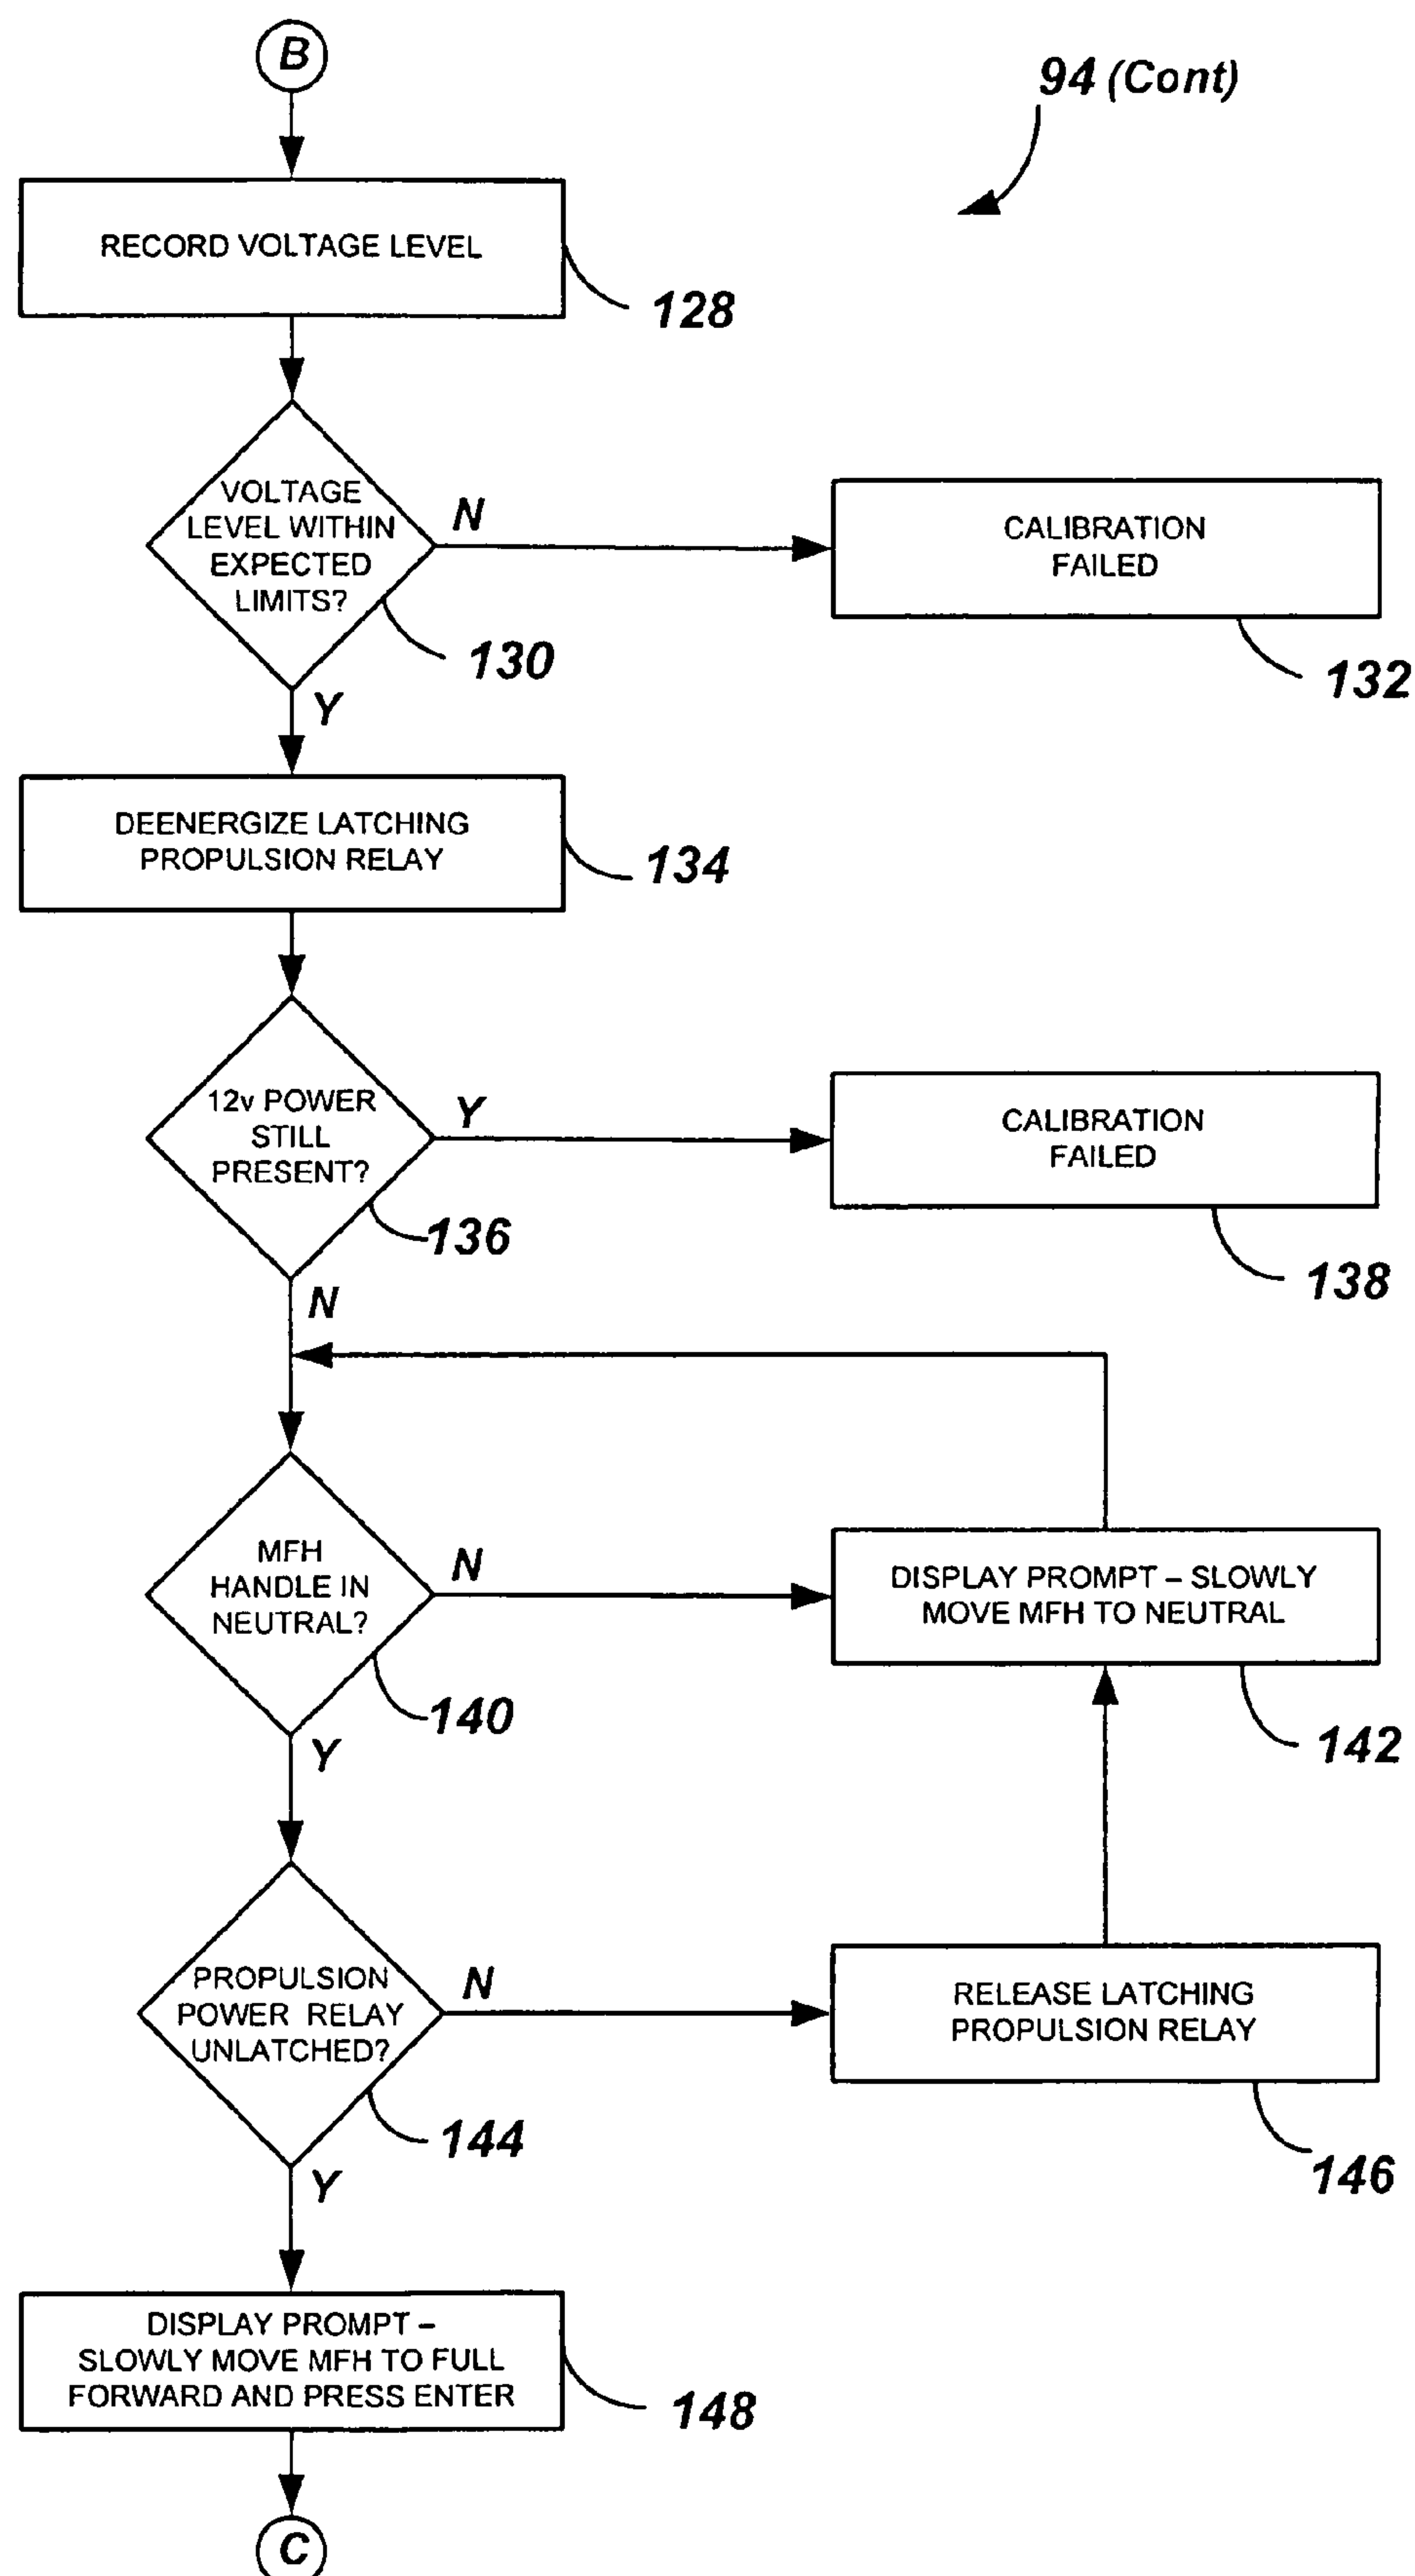 B
94 (Cont)
RECORD VOLTAGE LEVEL
128
VOLTAGE
LEVEL WITHIN
EXPECTED
LIMITS?
N
CALIBRATION
FAILED
130
132
Y
DEENERGIZE LATCHING
PROPULSION RELAY
134
12v POWER
STILL
PRESENT?
Y
CALIBRATION
FAILED
136
138
N
MFH
HANDLE IN
NEUTRAL?
N
DISPLAY PROMPT – SLOWLY
MOVE MFH TO NEUTRAL
140
142
Y
PROPULSION
POWER RELAY
UNLATCHED?
N
RELEASE LATCHING
PROPULSION RELAY
144
146
Y
DISPLAY PROMPT –
SLOWLY MOVE MFH TO FULL
FORWARD AND PRESS ENTER
148
C